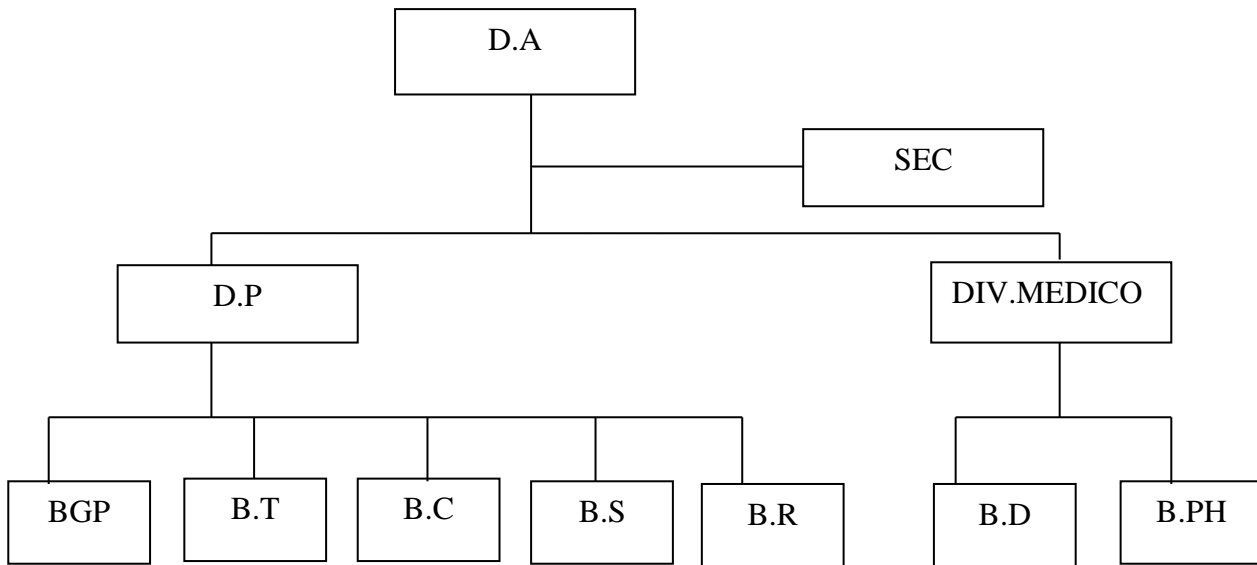 D.A
SEC
D.P
DIV.MEDICO
BGP
B.T
B.C
B.S
B.R
B.D
B.PH